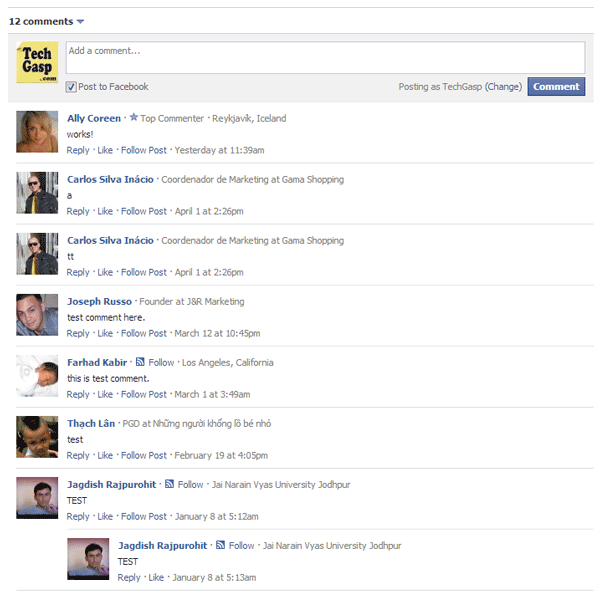 12 comments
Tech
Gasp
.com
Add a comment...
Post to Facebook
Posting as TechGasp (Change)
Comment
Ally Coreen · Top Commenter · Reykjavík, Iceland
works!
Reply · Like · Follow Post · Yesterday at 11:39am
Carlos Silva Inácio · Coordenador de Marketing at Gama Shopping
a
Reply · Like · Follow Post · April 1 at 2:26pm
Carlos Silva Inácio · Coordenador de Marketing at Gama Shopping
tt
Reply · Like · Follow Post · April 1 at 2:26pm
Joseph Russo · Founder at J&R Marketing
test comment here.
Reply · Like · Follow Post · March 12 at 10:45pm
Farhad Kabir · Follow · Los Angeles, California
this is test comment.
Reply · Like · Follow Post · March 1 at 3:49am
Thạch Lân · PGD at Những người khổng lồ bé nhỏ
test
Reply · Like · Follow Post · February 19 at 4:05pm
Jagdish Rajpurohit · Follow · Jai Narain Vyas University Jodhpur
TEST
Reply · Like · Follow Post · January 8 at 5:12am
Jagdish Rajpurohit · Follow · Jai Narain Vyas University Jodhpur
TEST
Reply · Like · January 8 at 5:13am